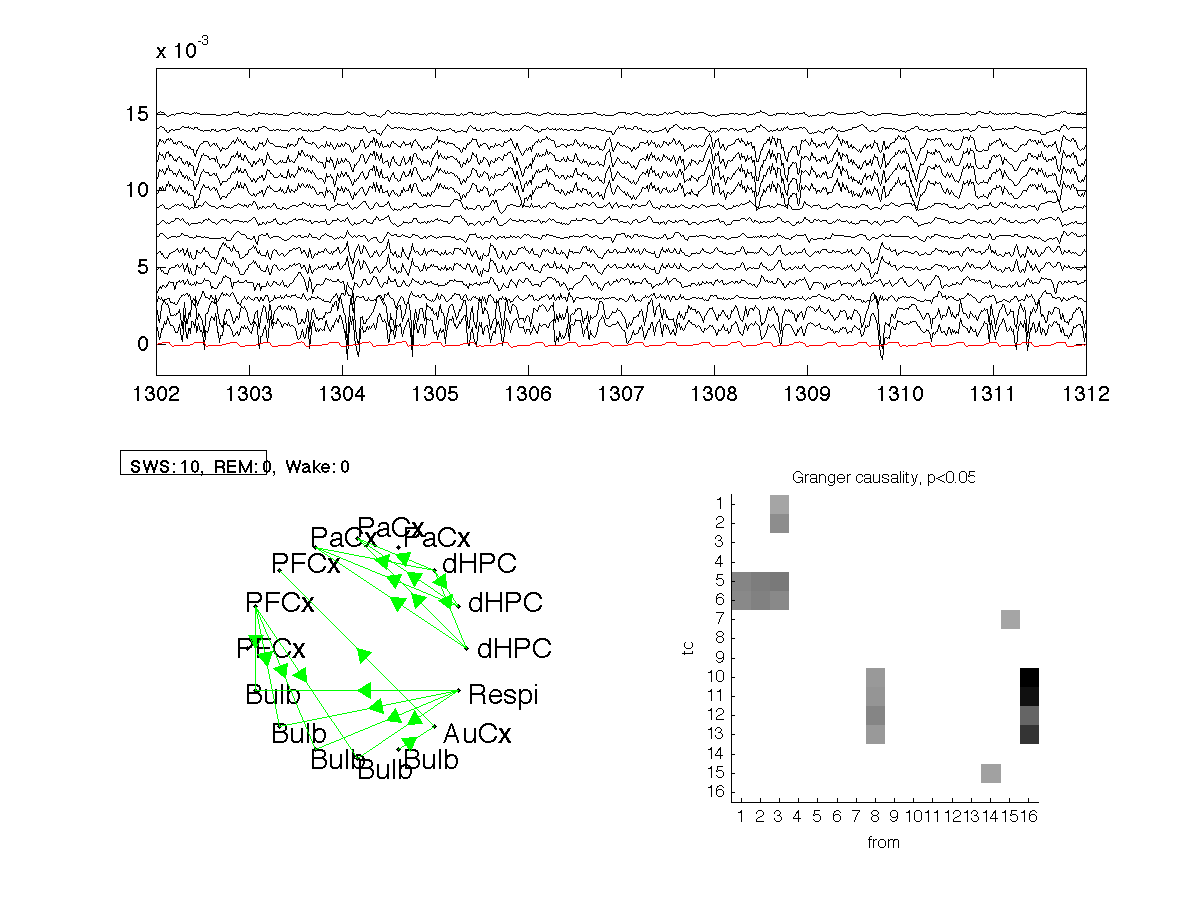 x 10-3
15
10
5
0
1302 1303 1304 1305 1306 1307 1308 1309 1310 1311 1312
SWS:10, REM:0, Wake:0
PaCx
PaCx PaCx
PFCx dHPC
PFCx dHPC
PFCx dHPC
Bulb Respi
Bulb AuCx
Bulb Bulb
Bulb
Granger causality, p<0.05
1
2
3
4
5
6
7
8
9
10
11
12
13
14
15
16
tc
1 2 3 4 5 6 7 8 9 10 11 12 13 14 15 16
from